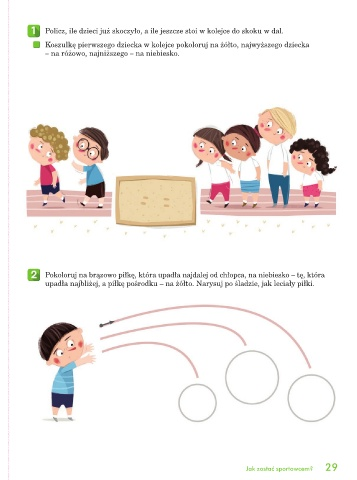 1 Policz, ile dzieci już skoczyło, a ile jeszcze stoi w kolejce do skoku w dal.
Koszulkę pierwszego dziecka w kolejce pokoloruj na żółto, najwyższego dziecka
– na różowo, najniższego – na niebiesko.
2 Pokoloruj na brązowo piłkę, która upadła najdalej od chłopca, na niebiesko – tę, która
upadła najbliżej, a piłkę pośrodku – na żółto. Narysuj po śladzie, jak leciały piłki.
Jak zostać sportowcem? 29